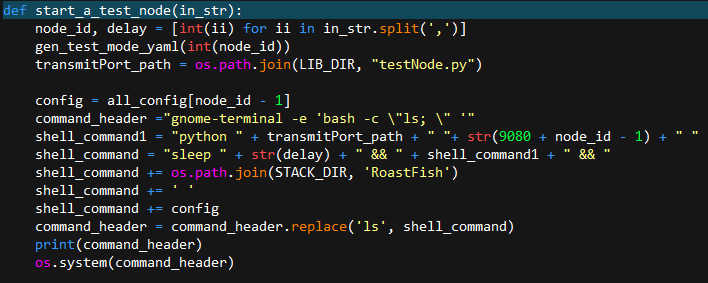 def start_a_test_node(in_str):
    node_id, delay = [int(ii) for ii in in_str.split(',')]
    gen_test_mode_yaml(int(node_id))
    transmitPort_path = os.path.join(LIB_DIR, "testNode.py")

    config = all_config[node_id - 1]
    command_header ="gnome-terminal -e 'bash -c \"ls; \" '"
    shell_command1 = "python " + transmitPort_path + " "+ str(9080 + node_id - 1) + " "
    shell_command = "sleep " + str(delay) + " && " + shell_command1 + " && "
    shell_command += os.path.join(STACK_DIR, 'RoastFish')
    shell_command += ' '
    shell_command += config
    command_header = command_header.replace('ls', shell_command)
    print(command_header)
    os.system(command_header)